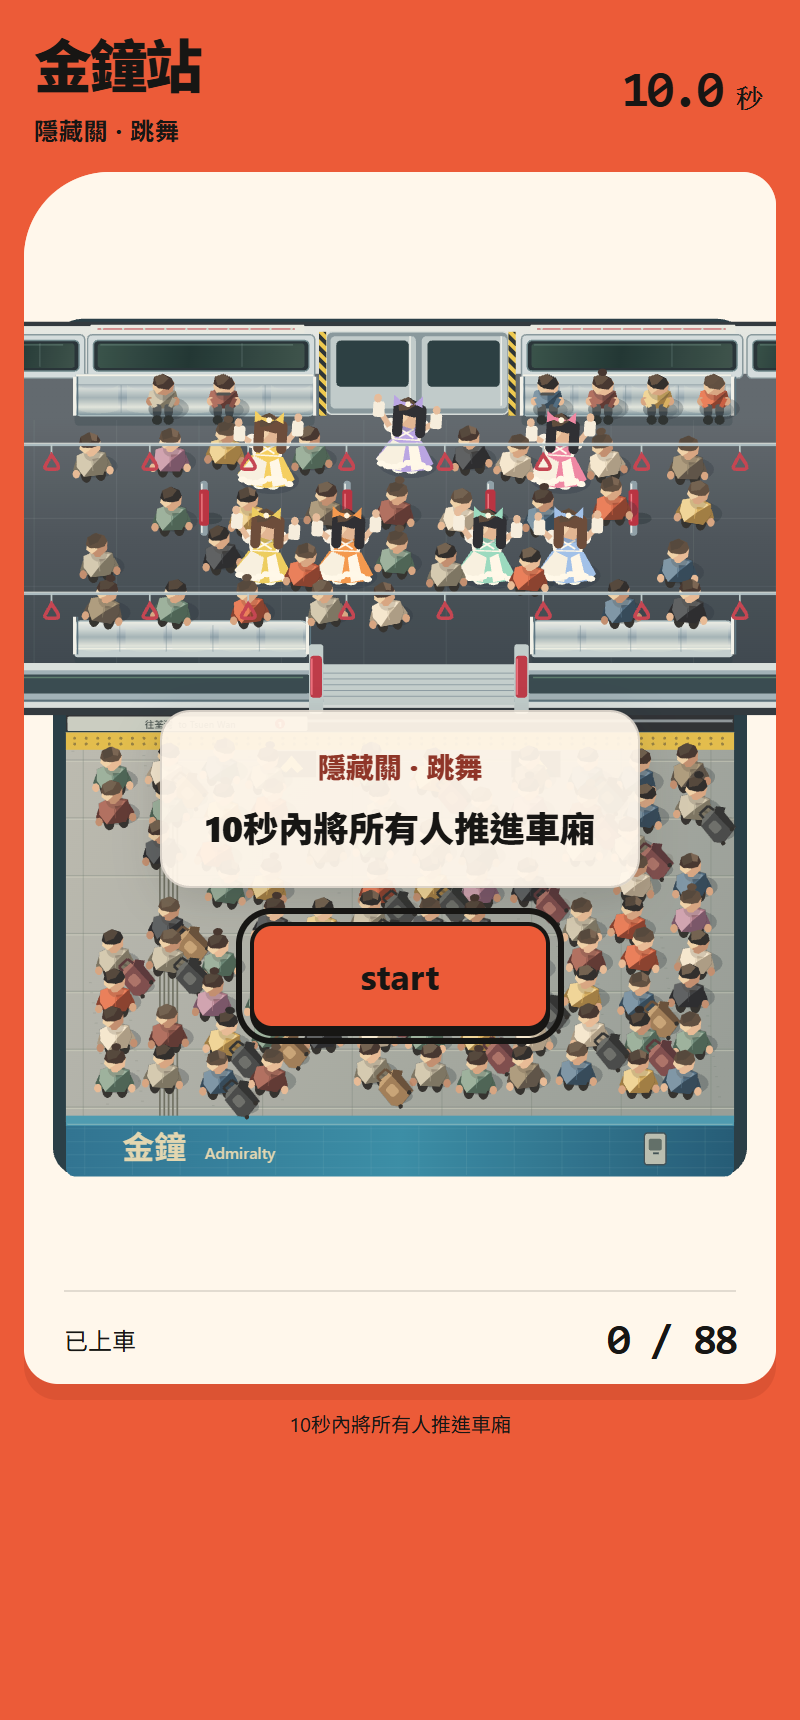 金鐘站
10.0 秒
隱藏關 · 跳舞
往荃
隱藏關 · 跳舞
10秒內將所有人推進車廂
start
金鐘 Admiralty
已上車
0 / 88
10秒內將所有人推進車廂